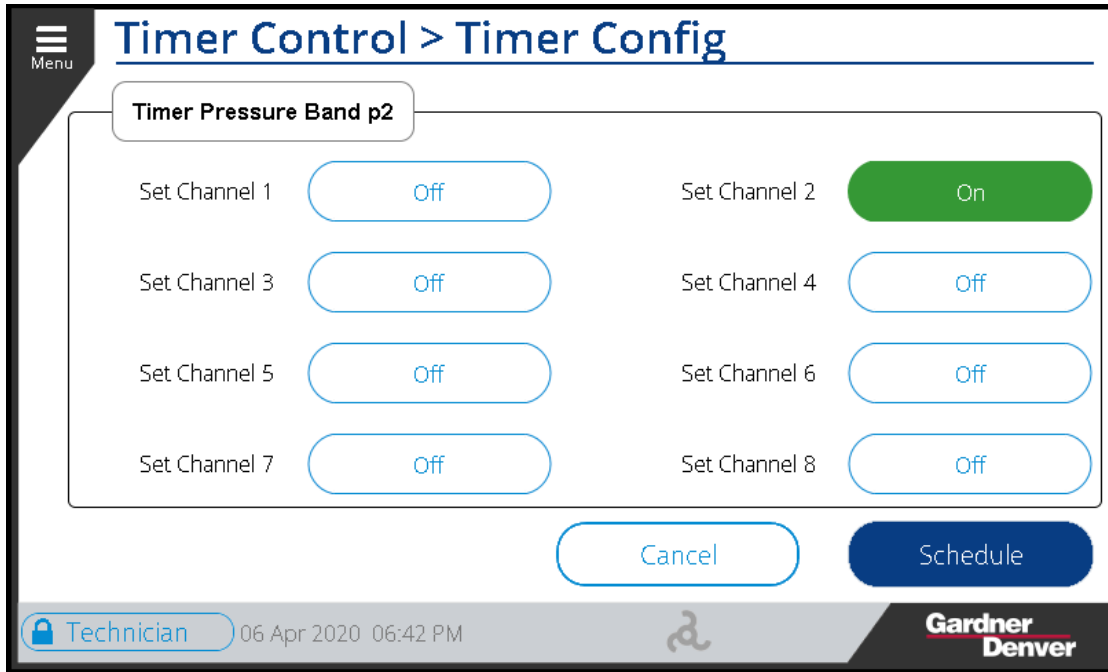 Menu
Timer Control > Timer Config
Timer Pressure Band p2
Set Channel 1 Off Set Channel 2 On
Set Channel 3 Off Set Channel 4 Off
Set Channel 5 Off Set Channel 6 Off
Set Channel 7 Off Set Channel 8 Off
Cancel Schedule
Technician 06 Apr 2020 06:42 PM
Gardner
Denver